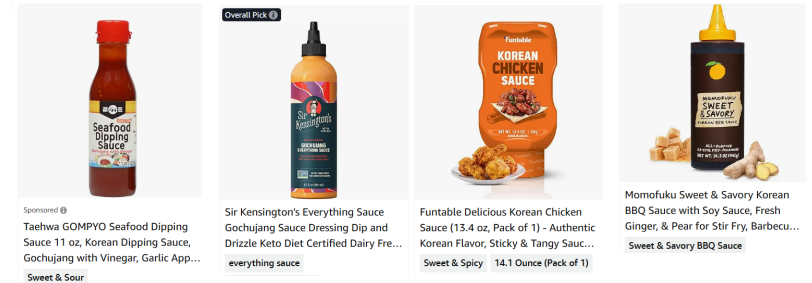 Overall Pick
Seafood
Dipping
Sauce
Sir
Kensington's
GOCHUJANG
EVERYTHING SAUCE
Funtable
KOREAN
CHICKEN
SAUCE
MOMOFUKU
SWEET
& SAVORY
KOREAN BBQ SAUCE
Sponsored
Taehwa GOMPYO Seafood Dipping
Sauce 11 oz, Korean Dipping Sauce,
Gochujang with Vinegar, Garlic App...
Sweet & Sour
Sir Kensington's Everything Sauce
Gochujang Sauce Dressing Dip and
Drizzle Keto Diet Certified Dairy Fre...
everything sauce
Funtable Delicious Korean Chicken
Sauce (13.4 oz, Pack of 1) - Authentic
Korean Flavor, Sticky & Tangy Sauc...
Sweet & Spicy
14.1 Ounce (Pack of 1)
Momofuku Sweet & Savory Korean
BBQ Sauce with Soy Sauce, Fresh
Ginger, & Pear for Stir Fry, Barbecu...
Sweet & Savory BBQ Sauce